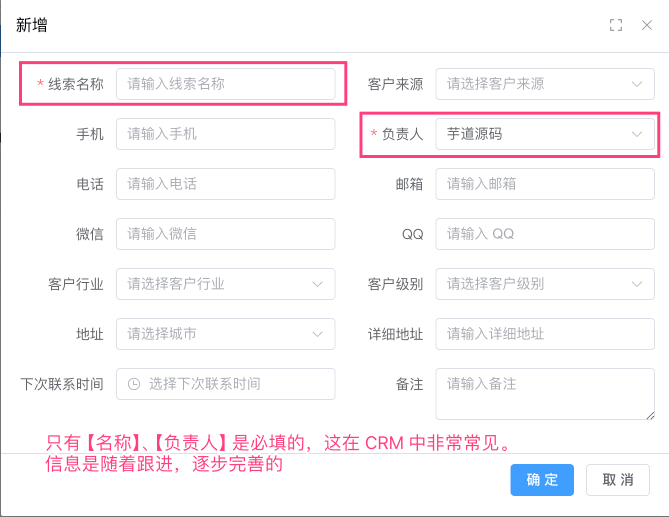 新增
* 线索名称 请输入线索名称 客户来源 请选择客户来源
手机 请输入手机 * 负责人 芋道源码
电话 请输入电话 邮箱 请输入邮箱
微信 请输入微信 QQ 请输入 QQ
客户行业 请选择客户行业 客户级别 请选择客户级别
地址 请选择城市 详细地址 请输入详细地址
下次联系时间 选择下次联系时间 备注 请输入备注
只有【名称】、【负责人】是必填的，这在 CRM 中非常常见。
信息是随着跟进，逐步完善的
确 定 取 消